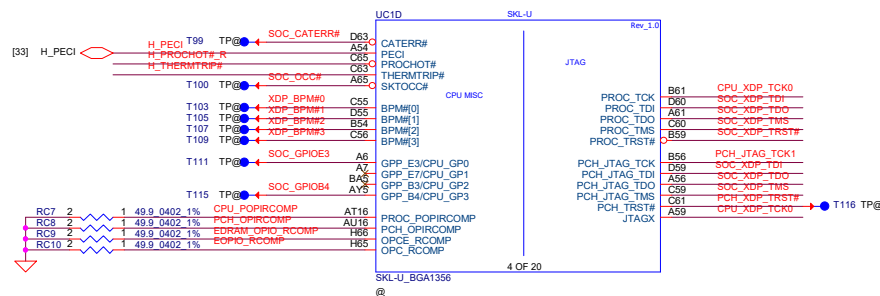 UC1D SKL-U
Rev_1.0
T99 TP@ SOC_CATERR# D63 CATERR#
[33] H_PECI H_PECI A54 PECI
H_PROCHOT#_R C65 PROCHOT#
H_THERMTRIP# C63 THERMTRIP#
T100 TP@ SOC_OCC# A65 SKTOCC#
JTAG
CPU MISC
T103 TP@ XDP_BPM#0 C55 BPM#[0]
T105 TP@ XDP_BPM#1 D55 BPM#[1]
T107 TP@ XDP_BPM#2 B54 BPM#[2]
T109 TP@ XDP_BPM#3 C56 BPM#[3]
T111 TP@ SOC_GPIOE3 A6 GPP_E3/CPU_GP0
A7 GPP_E7/CPU_GP1
BA5 GPP_B3/CPU_GP2
T115 TP@ SOC_GPIOB4 AY5 GPP_B4/CPU_GP3
RC7 2 1 49.9_0402_1% CPU_POPIRCOMP AT16 PROC_POPIRCOMP
RC8 2 1 49.9_0402_1% PCH_OPIRCOMP AU16 PCH_OPIRCOMP
RC9 2 1 49.9_0402_1% EDRAM_OPIO_RCOMP H66 OPCE_RCOMP
RC10 2 1 49.9_0402_1% EOPIO_RCOMP H65 OPC_RCOMP
PROC_TCK B61 CPU_XDP_TCK0
PROC_TDI D60 SOC_XDP_TDI
PROC_TDO A61 SOC_XDP_TDO
PROC_TMS C60 SOC_XDP_TMS
PROC_TRST# B59 SOC_XDP_TRST#
PCH_JTAG_TCK B56 PCH_JTAG_TCK1
PCH_JTAG_TDI D59 SOC_XDP_TDI
PCH_JTAG_TDO A56 SOC_XDP_TDO
PCH_JTAG_TMS C59 SOC_XDP_TMS
PCH_TRST# C61 PCH_XDP_TRST# T116 TP@
JTAGX A59 CPU_XDP_TCK0
4 OF 20
SKL-U_BGA1356
@